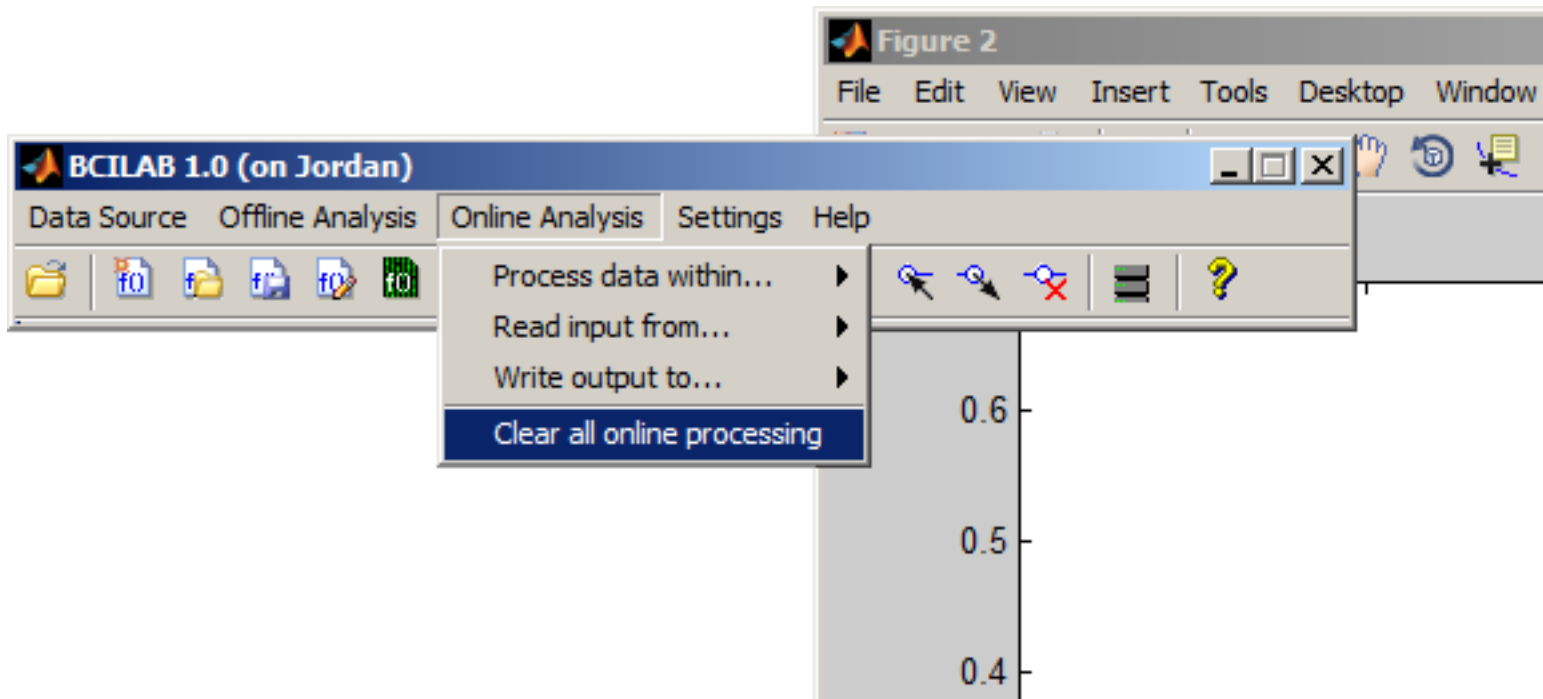 Figure 2
File Edit View Insert Tools Desktop Window
BCILAB 1.0 (on Jordan)
Data Source Offline Analysis Online Analysis Settings Help
Process data within...
Read input from...
Write output to...
Clear all online processing
0.6
0.5
0.4